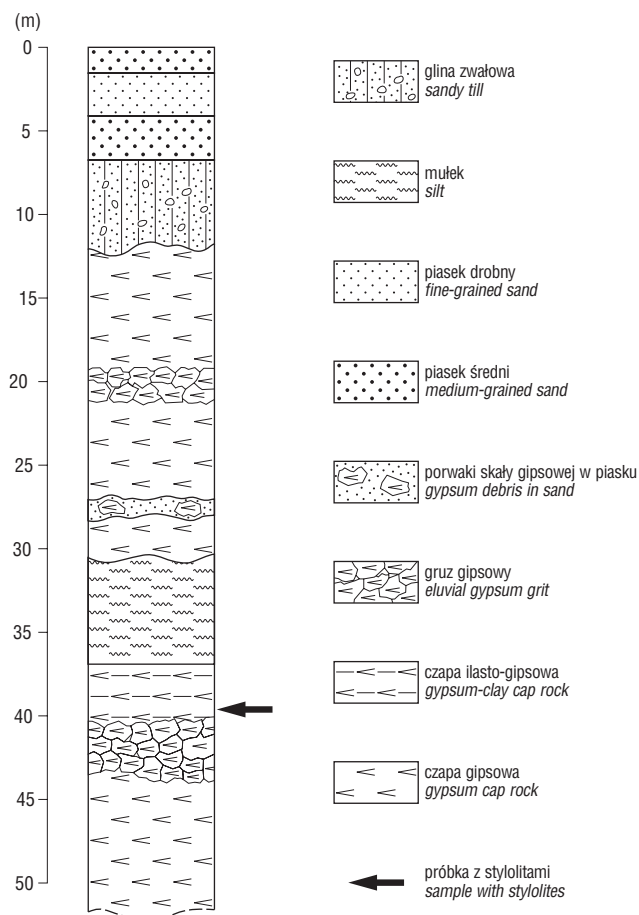 (m)
0
5
10
15
20
25
30
35
40
45
50
glina zwałowa
sandy till
mułek
silt
piasek drobny
fine-grained sand
piasek średni
medium-grained sand
porwaki skały gipsowej w piasku
gypsum debris in sand
gruz gipsowy
eluvial gypsum grit
czapa ilasto-gipsowa
gypsum-clay cap rock
czapa gipsowa
gypsum cap rock
próbka z stylolitami
sample with stylolites